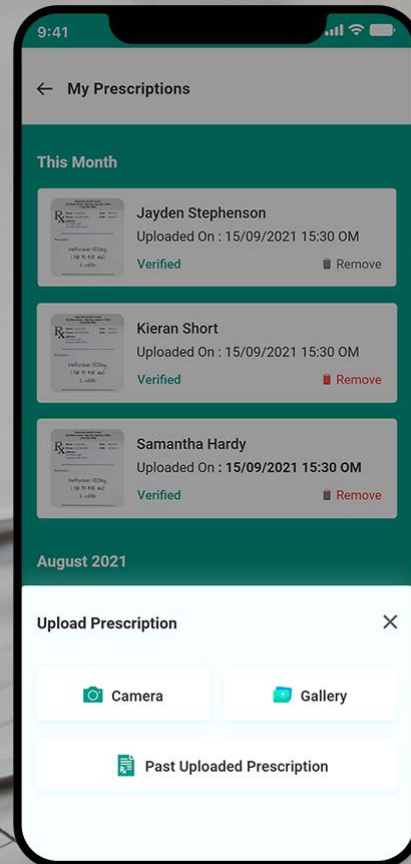 9:41
My Prescriptions
This Month
Jayden Stephenson
Uploaded On : 15/09/2021 15:30 OM
Verified
Remove
Kieran Short
Uploaded On : 15/09/2021 15:30 OM
Verified
Remove
Samantha Hardy
Uploaded On : 15/09/2021 15:30 OM
Verified
Remove
August 2021
Upload Prescription
Camera
Gallery
Past Uploaded Prescription